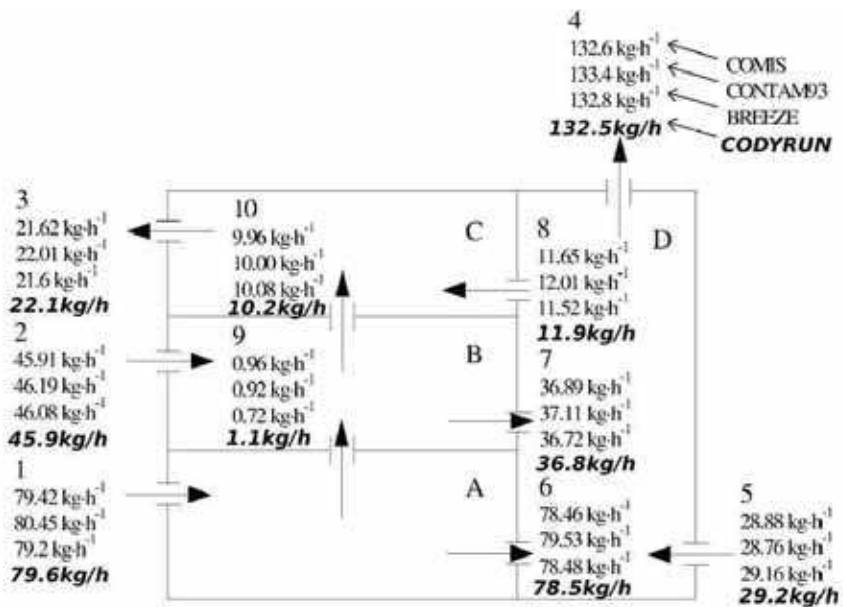 4
132.6 kg·h⁻¹
133.4 kg·h⁻¹
132.8 kg·h⁻¹
132.5kg/h
COMIS
CONTAM93
BREEZE
CODYRUN
3
21.62 kg·h⁻¹
22.01 kg·h⁻¹
21.6 kg·h⁻¹
22.1kg/h
10
9.96 kg·h⁻¹
10.00 kg·h⁻¹
10.08 kg·h⁻¹
10.2kg/h
C
8
11.65 kg·h⁻¹
12.01 kg·h⁻¹
11.52 kg·h⁻¹
11.9kg/h
D
2
45.91 kg·h⁻¹
46.19 kg·h⁻¹
46.08 kg·h⁻¹
45.9kg/h
9
0.96 kg·h⁻¹
0.92 kg·h⁻¹
0.72 kg·h⁻¹
1.1kg/h
B
7
36.89 kg·h⁻¹
37.11 kg·h⁻¹
36.72 kg·h⁻¹
36.8kg/h
1
79.42 kg·h⁻¹
80.45 kg·h⁻¹
79.2 kg·h⁻¹
79.6kg/h
A
6
78.46 kg·h⁻¹
79.53 kg·h⁻¹
78.48 kg·h⁻¹
78.5kg/h
5
28.88 kg·h⁻¹
28.76 kg·h⁻¹
29.16 kg·h⁻¹
29.2kg/h